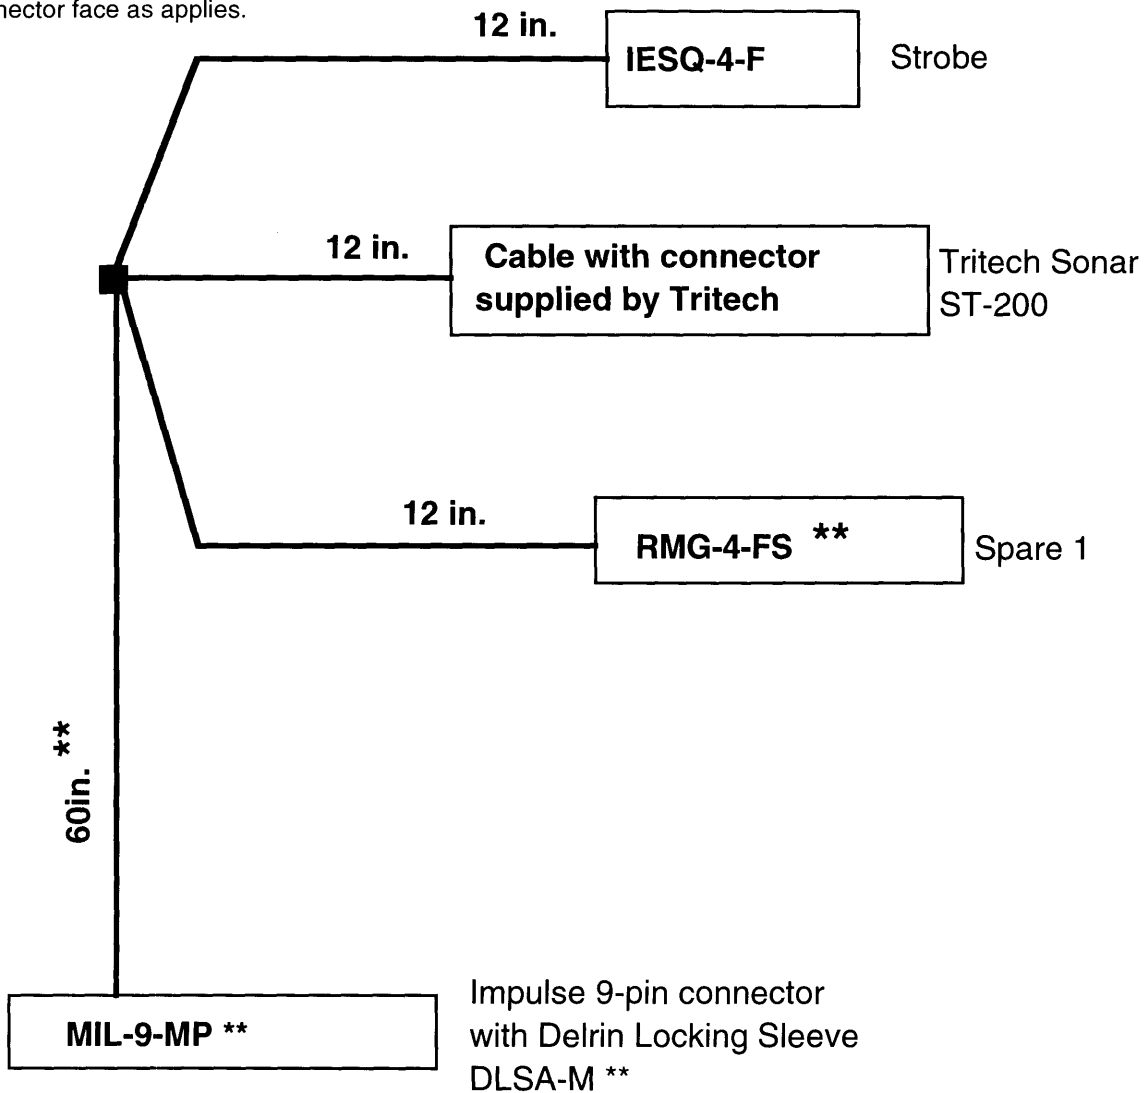 connector face as applies.
12 in.
IESQ-4-F
Strobe
12 in.
Cable with connector
supplied by Tritech
Tritech Sonar
ST-200
12 in.
RMG-4-FS **
Spare 1
60in. **
MIL-9-MP **
Impulse 9-pin connector
with Delrin Locking Sleeve
DLSA-M **